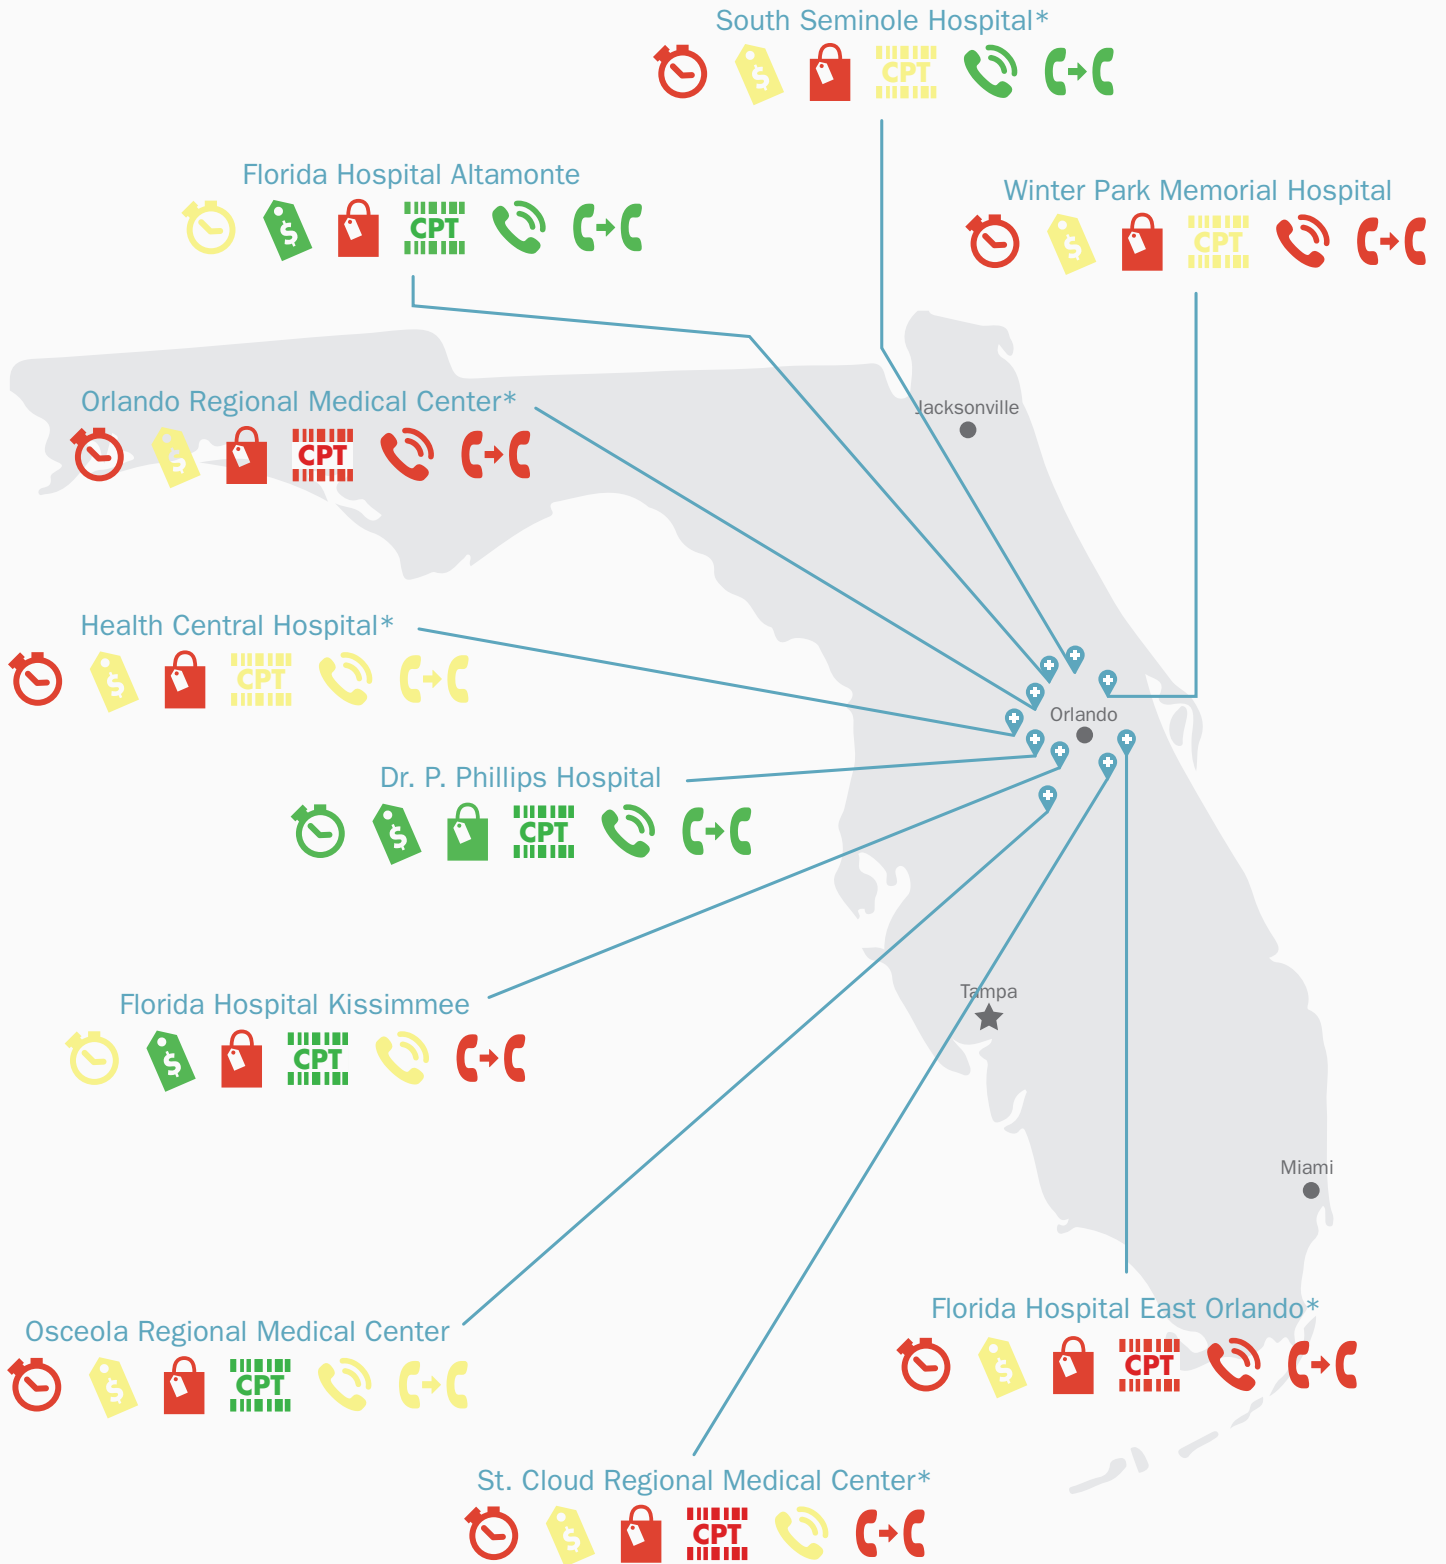 South Seminole Hospital*
$
CPT
Florida Hospital Altamonte
$
CPT
Winter Park Memorial Hospital
$
CPT
Orlando Regional Medical Center*
$
CPT
Jacksonville
Health Central Hospital*
$
CPT
Orlando
Dr. P. Phillips Hospital
$
CPT
Florida Hospital Kissimmee
$
CPT
Tampa
Miami
Osceola Regional Medical Center
$
CPT
Florida Hospital East Orlando*
$
CPT
St. Cloud Regional Medical Center*
$
CPT